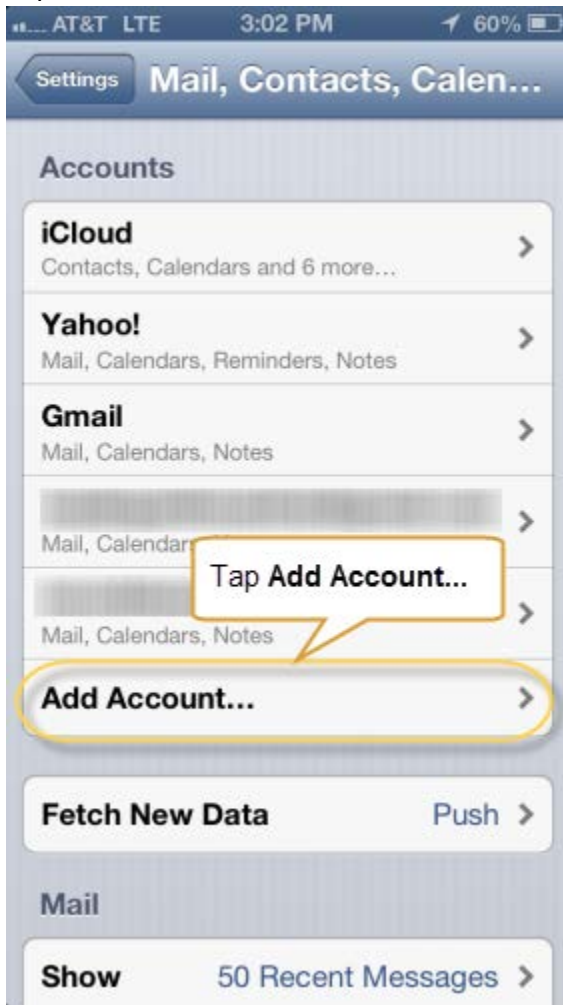 AT&T LTE 3:02 PM 60%
Settings Mail, Contacts, Calen...
Accounts
iCloud
Contacts, Calendars and 6 more...
Yahoo!
Mail, Calendars, Reminders, Notes
Gmail
Mail, Calendars, Notes
Mail, Calendars
Tap Add Account...
Mail, Calendars, Notes
Add Account...
Fetch New Data Push
Mail
Show 50 Recent Messages